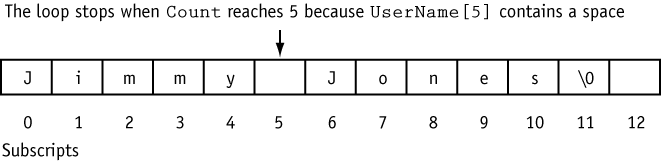 The loop stops when Count reaches 5 because UserName[5] contains a space
J i m m y J o n e s \0
0 1 2 3 4 5 6 7 8 9 10 11 12
Subscripts